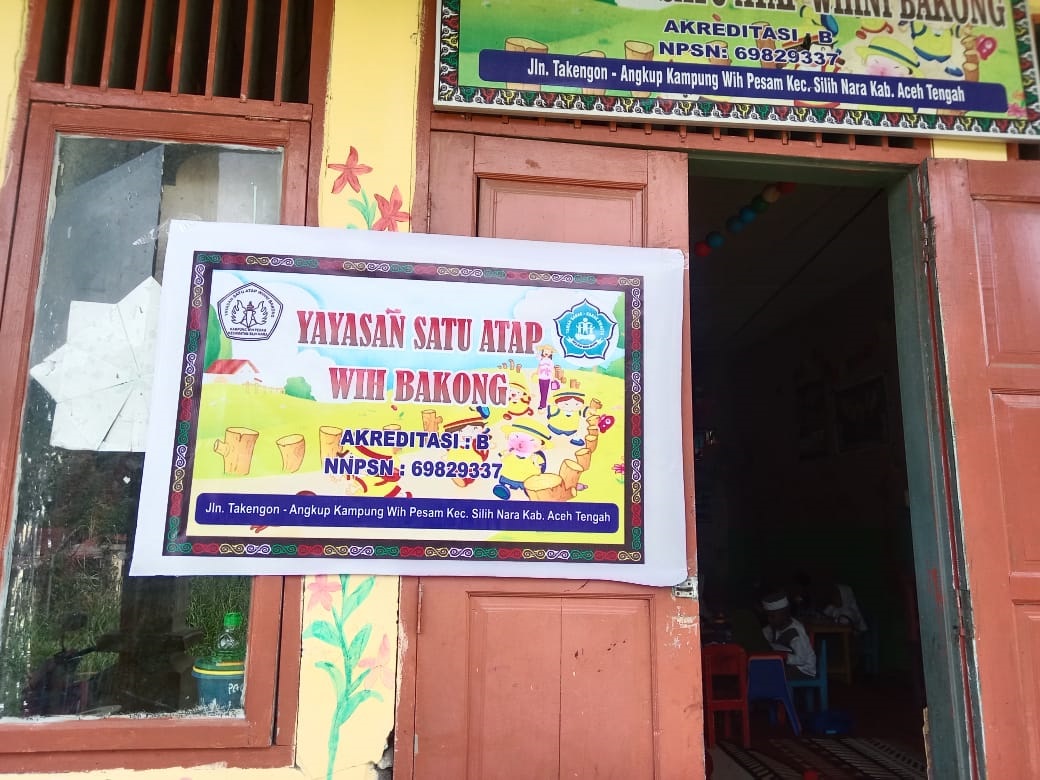 WIHNI BAKONG
AKREDITASI : B
NPSN: 69829337
Jln. Takengon - Angkup Kampung Wih Pesam Kec. Silih Nara Kab. Aceh Tengah
YAYASAN SATU ATAP
WIH BAKONG
AKREDITASI : B
NNPSN : 69829337
Jln. Takengon - Angkup Kampung Wih Pesam Kec. Silih Nara Kab. Aceh Tengah